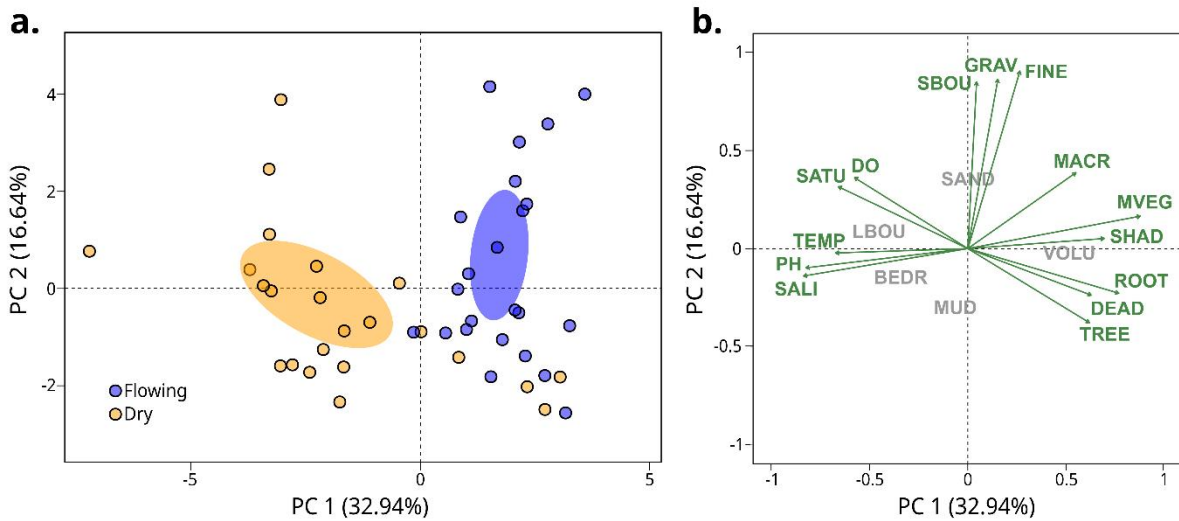 a.
PC 2 (16.64%)
4
2
0
-2
Flowing
Dry
-5
0
5
PC 1 (32.94%)
b.
PC 2 (16.64%)
1
0.5
0
-0.5
-1
GRAV
SBOU
FINE
MACR
DO
SATU
SAND
MVEG
LBOU
SHAD
TEMP
VOLU
PH
BEDR
ROOT
SALI
DEAD
MUD
TREE
-1
-0.5
0
0.5
1
PC 1 (32.94%)